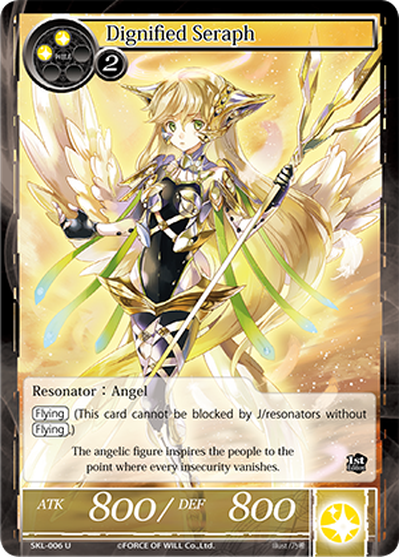 Dignified Seraph
WILL
2
Resonator : Angel
Flying (This card cannot be blocked by J/resonators without
Flying.)
The angelic figure inspires the people to the
point where every insecurity vanishes.
1st
Edition
ATK 800 / DEF 800
SKL-006 U ©FORCE OF WILL Co.,Ltd. Illust